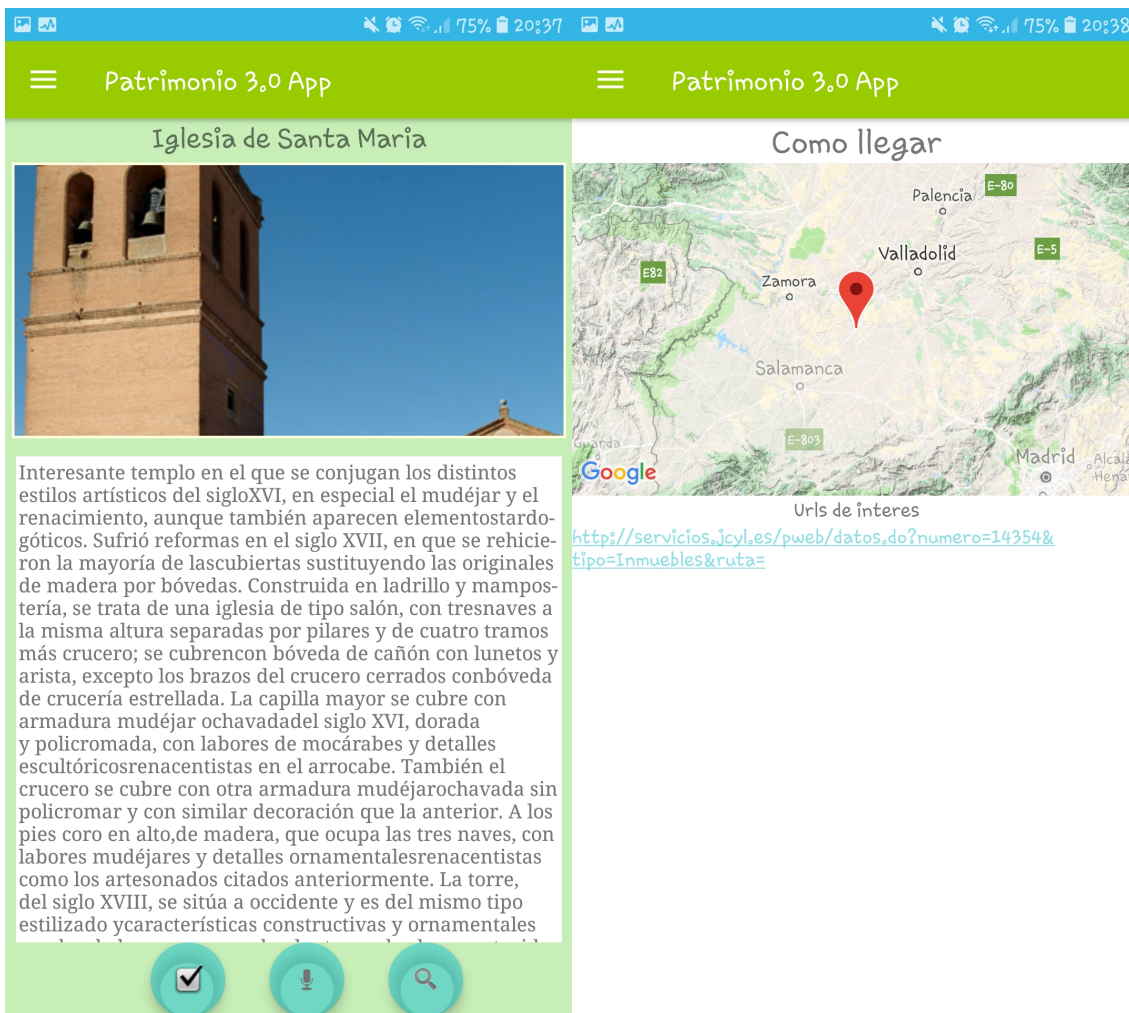 75% 20:37
Patrimonio 3.0 App
Iglesia de Santa Maria
Interesante templo en el que se conjugan los distintos
estilos artísticos del sigloXVI, en especial el mudéjar y el
renacimiento, aunque también aparecen elementostardo-
góticos. Sufrió reformas en el siglo XVII, en que se rehicie-
ron la mayoría de lascubiertas sustituyendo las originales
de madera por bóvedas. Construida en ladrillo y mampos-
tería, se trata de una iglesia de tipo salón, con tresnaves a
la misma altura separadas por pilares y de cuatro tramos
más crucero; se cubrencon bóveda de cañón con lunetos y
arista, excepto los brazos del crucero cerrados conbóveda
de crucería estrellada. La capilla mayor se cubre con
armadura mudéjar ochavadadel siglo XVI, dorada
y policromada, con labores de mocárabes y detalles
escultóricosrenacentistas en el arrocabe. También el
crucero se cubre con otra armadura mudéjarochavada sin
policromar y con similar decoración que la anterior. A los
pies coro en alto,de madera, que ocupa las tres naves, con
labores mudéjares y detalles ornamentalesrenacentistas
como los artesonados citados anteriormente. La torre,
del siglo XVIII, se sitúa a occidente y es del mismo tipo
estilizado ycaracterísticas constructivas y ornamentales
75% 20:38
Patrimonio 3.0 App
Como llegar
Palencia
E-80
Valladolid
E-5
E82
Zamora
Salamanca
E-803
Guarda
Madrid
Alcalá
Hena
Google
Urls de interes
http://servicios.jcyl.es/pweb/datos.do?numero=14354&
tipo=Inmuebles&ruta=